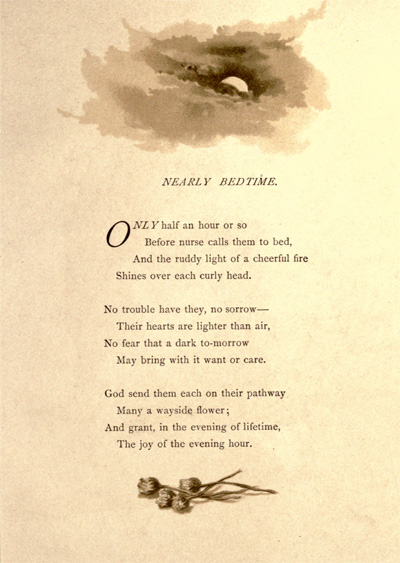 NEARLY BEDTIME.
ONLY half an hour or so
Before nurse calls them to bed,
And the ruddy light of a cheerful fire
Shines over each curly head.
No trouble have they, no sorrow—
Their hearts are lighter than air,
No fear that a dark to-morrow
May bring with it want or care.
God send them each on their pathway
Many a wayside flower;
And grant, in the evening of lifetime,
The joy of the evening hour.